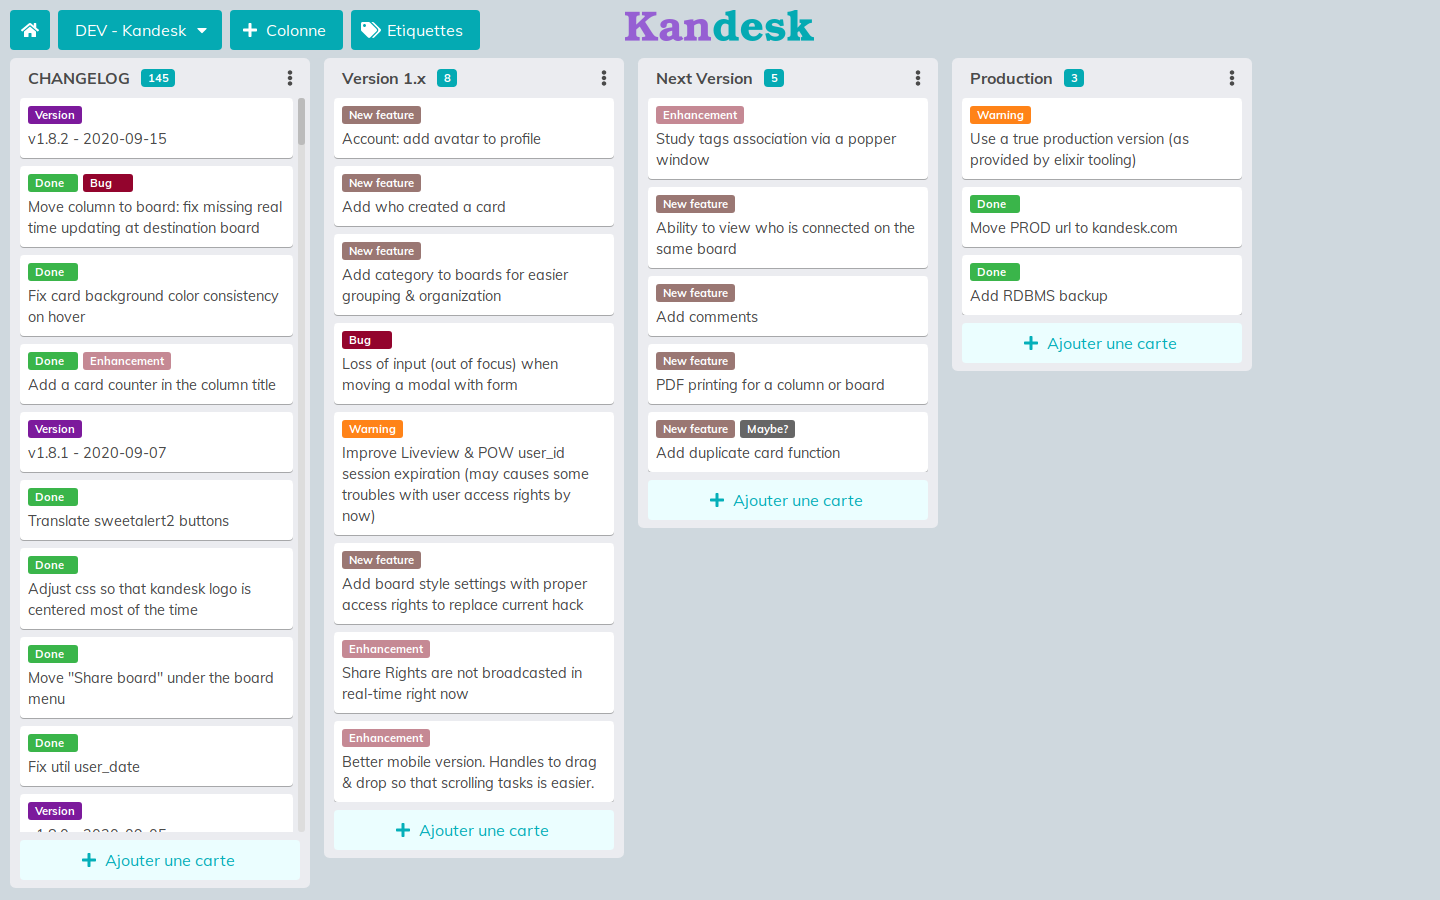 DEV - Kandesk
Colonne
Etiquettes
Kandesk
CHANGELOG 145
Version
v1.8.2 - 2020-09-15
Done Bug
Move column to board: fix missing real
time updating at destination board
Done
Fix card background color consistency
on hover
Done Enhancement
Add a card counter in the column title
Version
v1.8.1 - 2020-09-07
Done
Translate sweetalert2 buttons
Done
Adjust css so that kandesk logo is
centered most of the time
Done
Move "Share board" under the board
menu
Done
Fix util user_date
Version
Ajouter une carte
Version 1.x 8
New feature
Account: add avatar to profile
New feature
Add who created a card
New feature
Add category to boards for easier
grouping & organization
Bug
Loss of input (out of focus) when
moving a modal with form
Warning
Improve Liveview & POW user_id
session expiration (may causes some
troubles with user access rights by
now)
New feature
Add board style settings with proper
access rights to replace current hack
Enhancement
Share Rights are not broadcasted in
real-time right now
Enhancement
Better mobile version. Handles to drag
& drop so that scrolling tasks is easier.
Ajouter une carte
Next Version 5
Enhancement
Study tags association via a popper
window
New feature
Ability to view who is connected on the
same board
New feature
Add comments
New feature
PDF printing for a column or board
New feature Maybe?
Add duplicate card function
Ajouter une carte
Production 3
Warning
Use a true production version (as
provided by elixir tooling)
Done
Move PROD url to kandesk.com
Done
Add RDBMS backup
Ajouter une carte